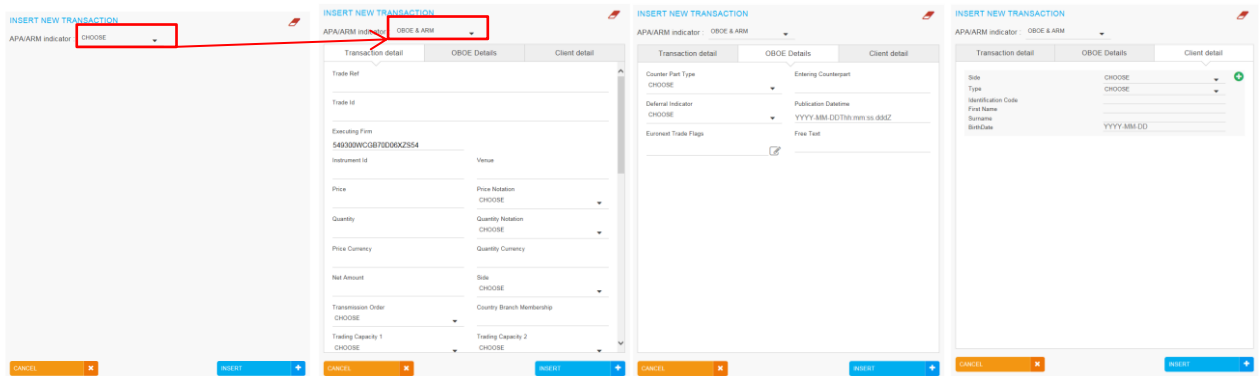 INSERT NEW TRANSACTION
APA/ARM indicator : CHOOSE
CANCEL
INSERT
INSERT NEW TRANSACTION
APA/ARM indicator : OBOE & ARM
Transaction detail OBOE Details Client detail
Trade Ref
Trade Id
Executing Firm
549300WCGB70D06XZS54
Instrument Id Venue
Price Price Notation
CHOOSE
Quantity Quantity Notation
CHOOSE
Price Currency Quantity Currency
Net Amount Side
CHOOSE
Transmission Order Country Branch Membership
CHOOSE
Trading Capacity 1 Trading Capacity 2
CHOOSE CHOOSE
CANCEL
INSERT
INSERT NEW TRANSACTION
APA/ARM indicator : OBOE & ARM
Transaction detail OBOE Details Client detail
Counter Part Type Entering Counterpart
CHOOSE
Deferral Indicator Publication Datetime
CHOOSE YYYY-MM-DDThh:mm:ss.dddZ
Euronext Trade Flags Free Text
CANCEL
INSERT
INSERT NEW TRANSACTION
APA/ARM indicator : OBOE & ARM
Transaction detail OBOE Details Client detail
Side CHOOSE
Type CHOOSE
Identification Code
First Name
Surname
BirthDate YYYY-MM-DD
CANCEL
INSERT